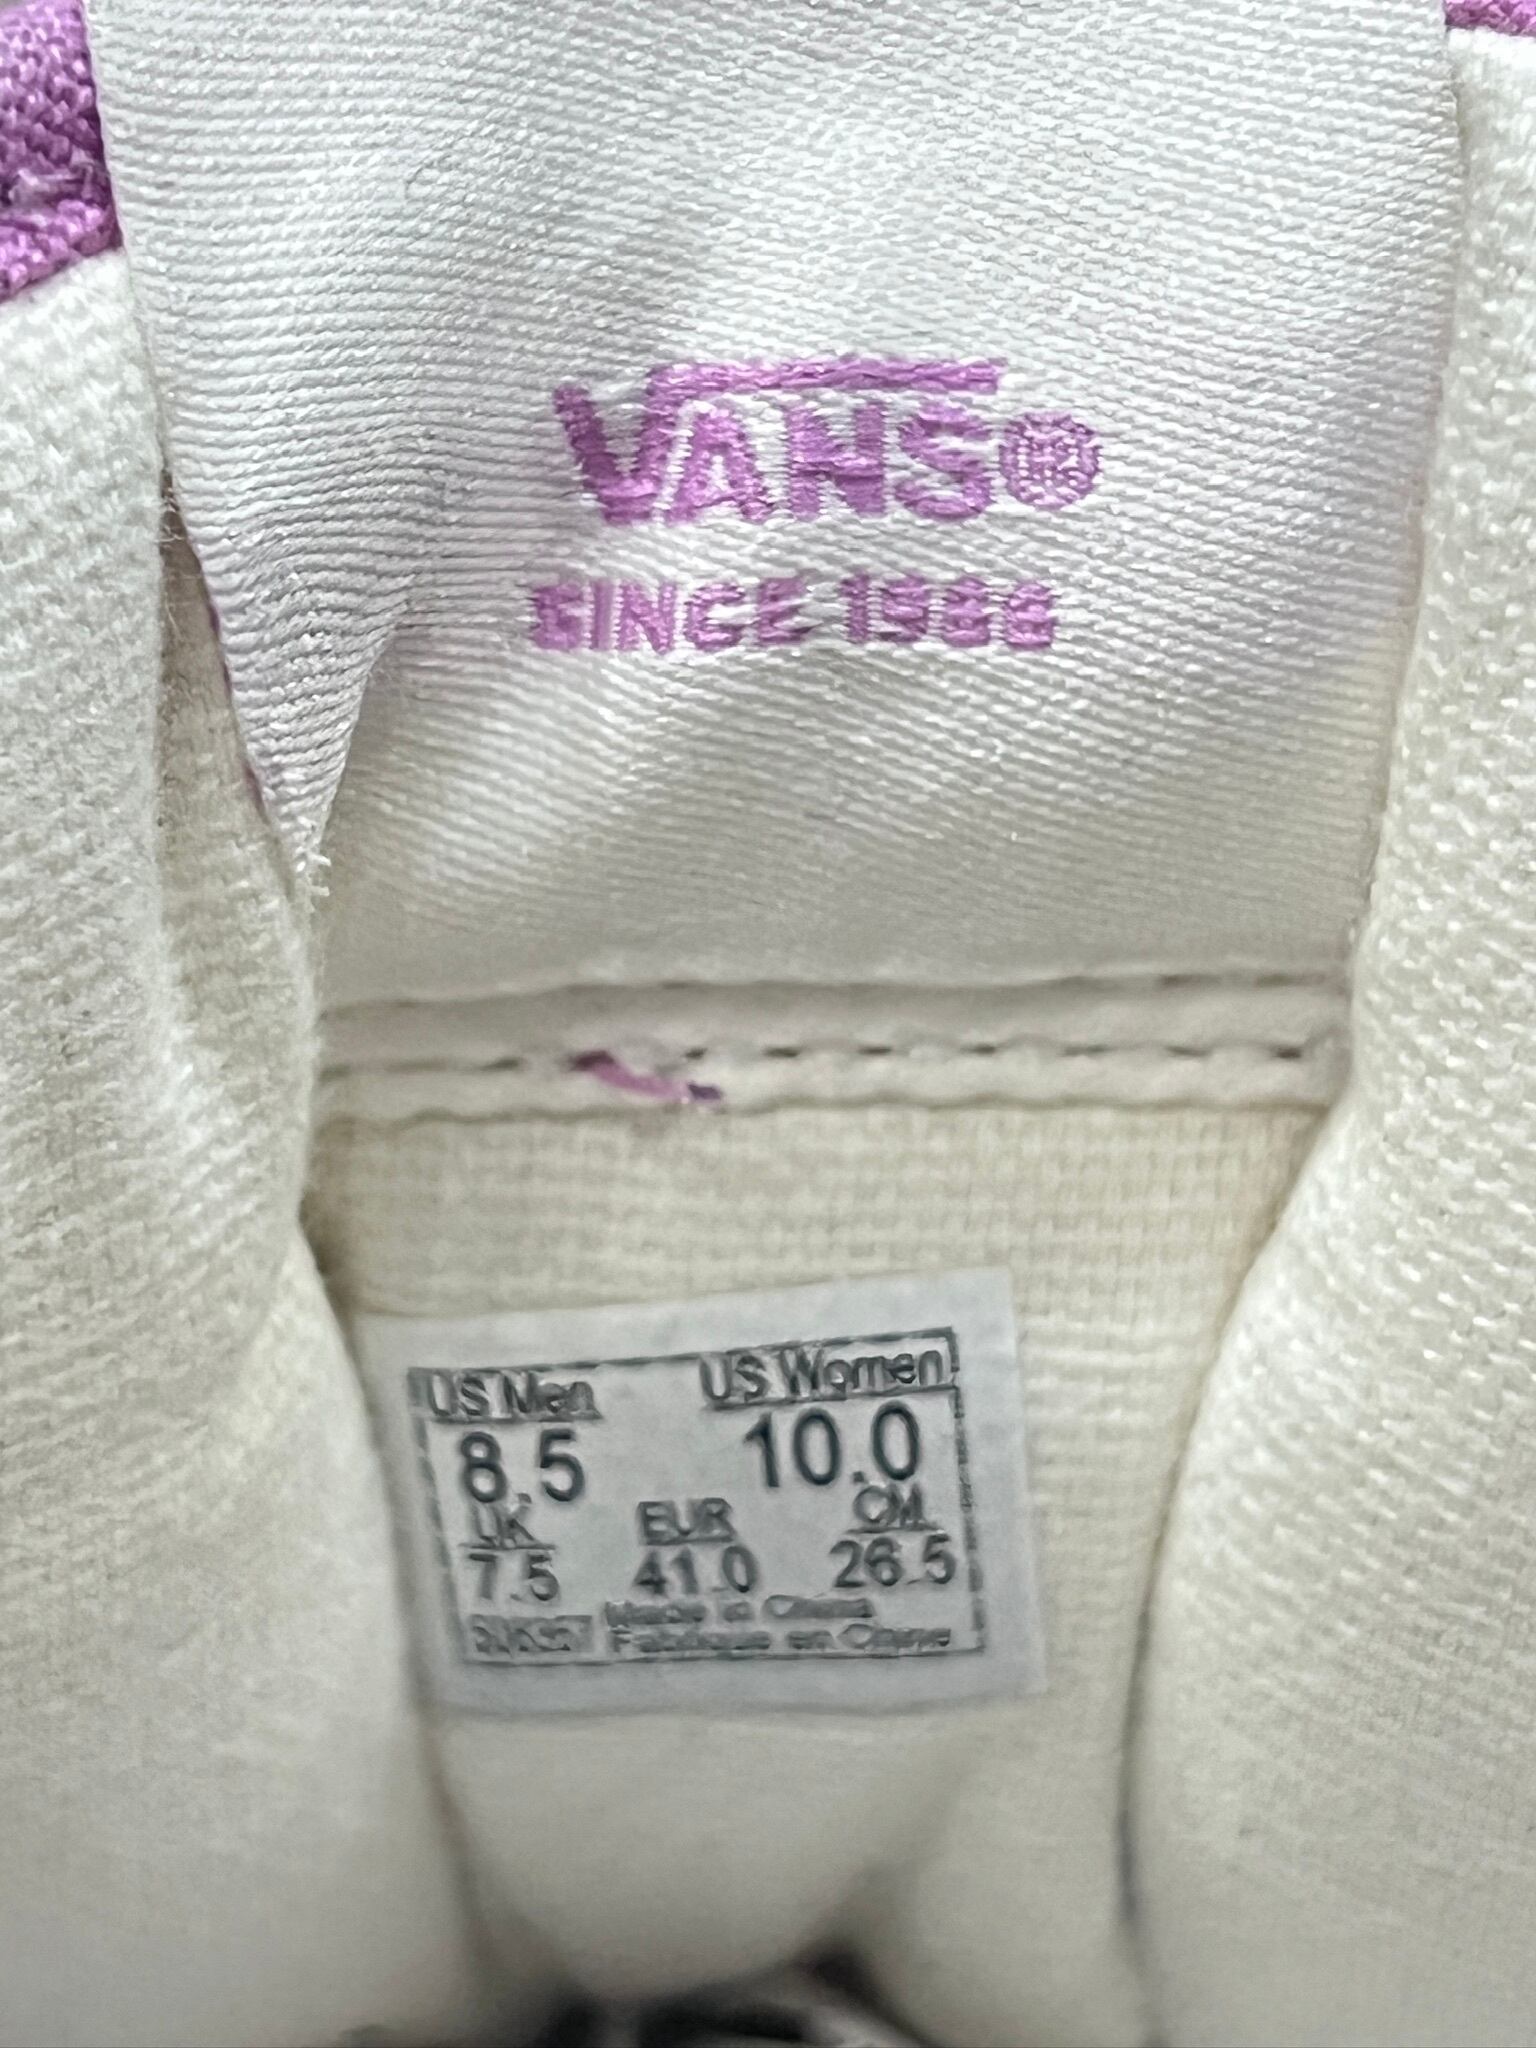 VANS®
SINCE 1966
US Men US Women
8.5 10.0
UK EUR CM
7.5 41.0 26.5
Made in China
Fabriqué en Chine